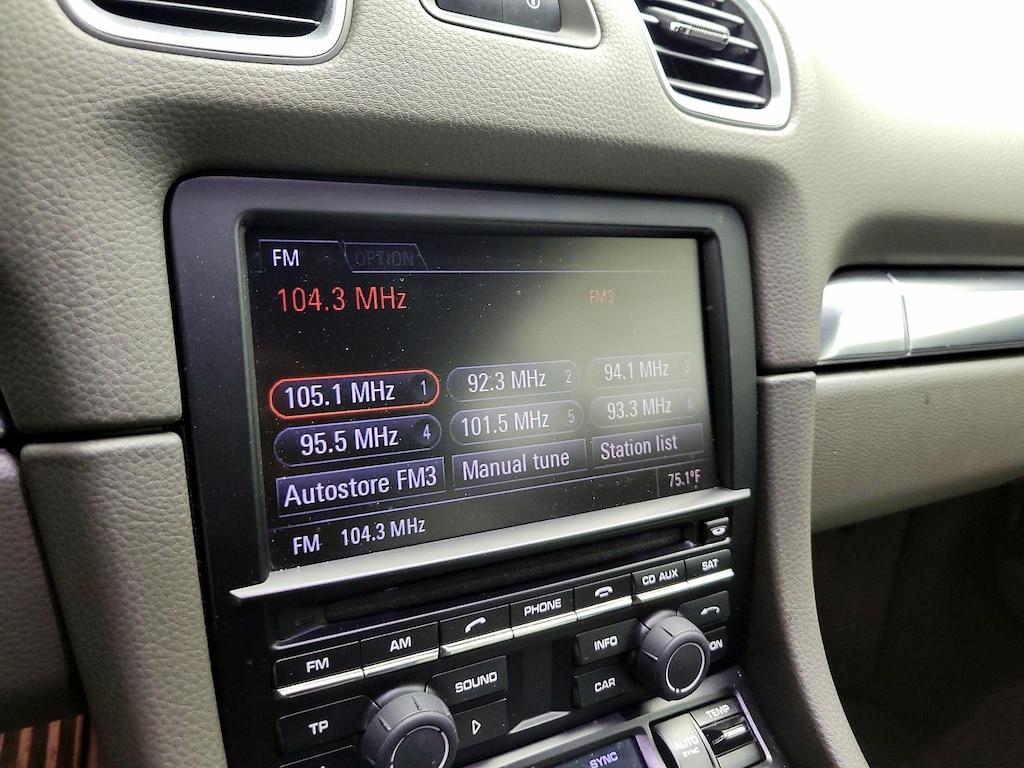 FM OPTION
104.3 MHz FM3
105.1 MHz 1 92.3 MHz 2 94.1 MHz 3
95.5 MHz 4 101.5 MHz 5 93.3 MHz 6
Autostore FM3 Manual tune Station list
FM 104.3 MHz 75.1°F
FM AM PHONE CD AUX SAT
TP SOUND INFO
CAR
TEMP
AUTO
SYNC
SYNC